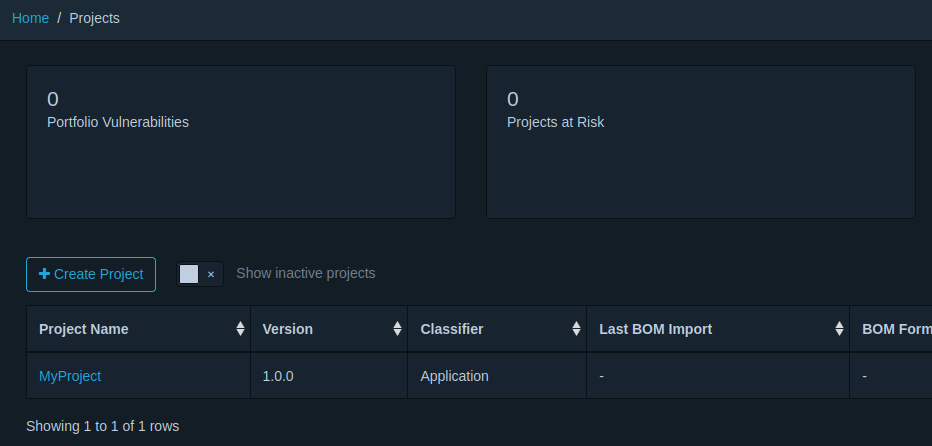 Home / Projects
0
Portfolio Vulnerabilities
0
Projects at Risk
Create Project
× Show inactive projects
Project Name Version Classifier Last BOM Import BOM Form
MyProject 1.0.0 Application - -
Showing 1 to 1 of 1 rows